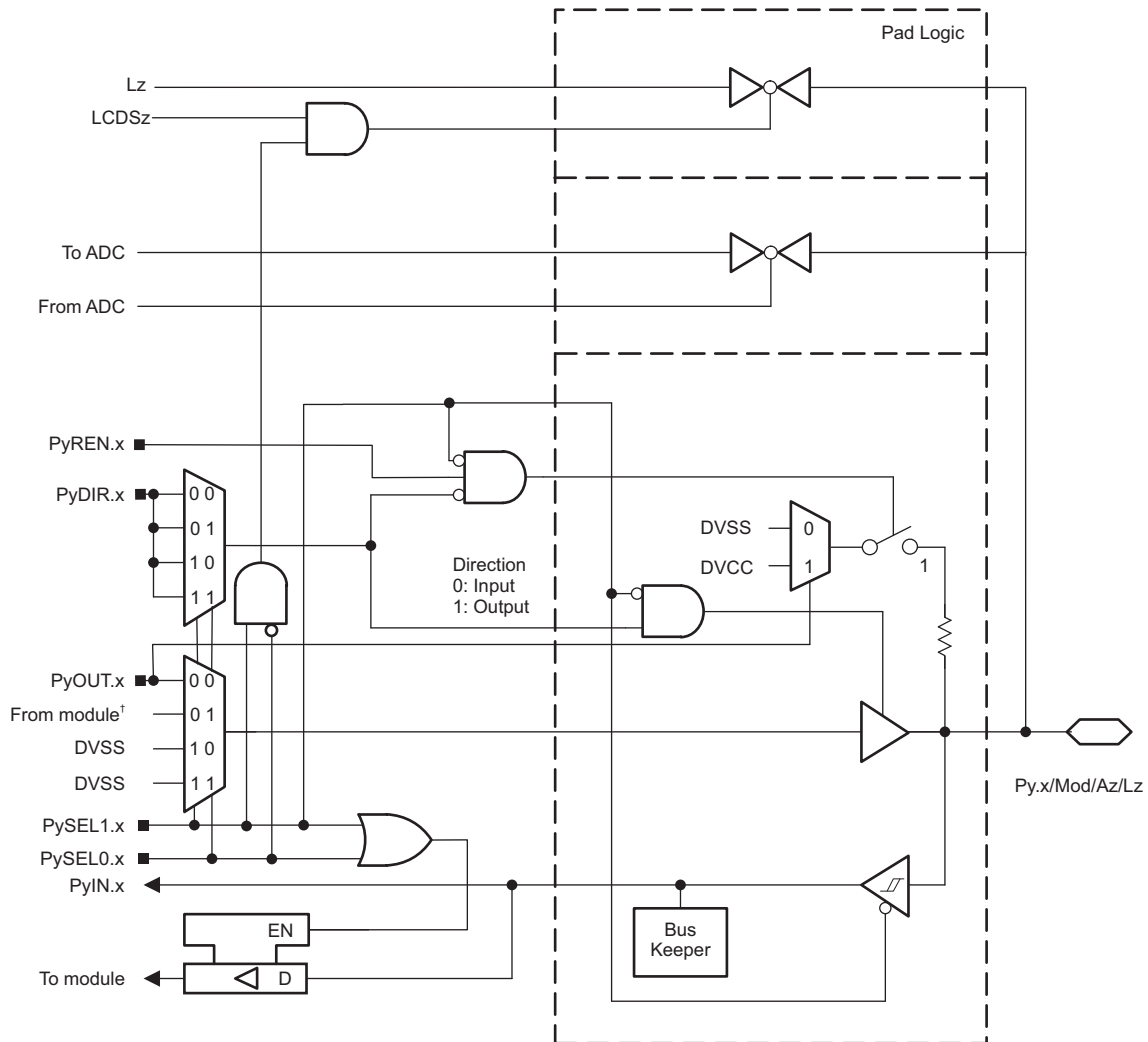 Pad Logic
Lz
LCDSz
To ADC
From ADC
PyREN.x
PyDIR.x
0 0
0 1
1 0
1 1
Direction
0: Input
1: Output
DVSS
0
DVCC
1
1
PyOUT.x
0 0
From module†
0 1
DVSS
1 0
DVSS
1 1
Py.x/Mod/Az/Lz
PySEL1.x
PySEL0.x
PyIN.x
EN
Bus
Keeper
To module
D